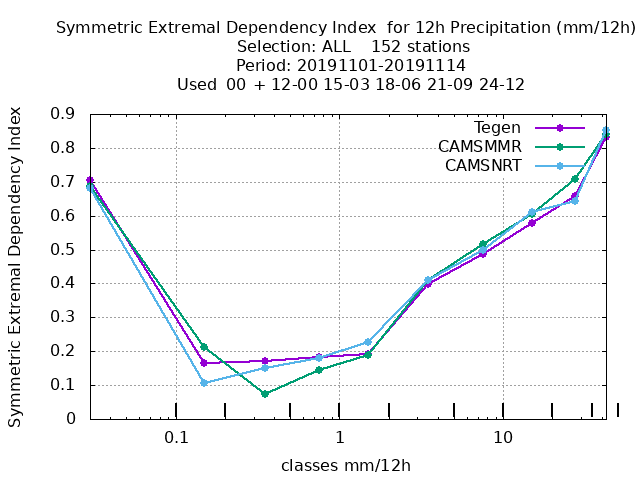 Symmetric Extremal Dependency Index  for 12h Precipitation (mm/12h)
Selection: ALL    152 stations
Period: 20191101-20191114
Used  00 + 12-00 15-03 18-06 21-09 24-12
Symmetric Extremal Dependency Index
0.9
0.8
0.7
0.6
0.5
0.4
0.3
0.2
0.1
0
Tegen
CAMSMMR
CAMSNRT
0.1 1 10
classes mm/12h